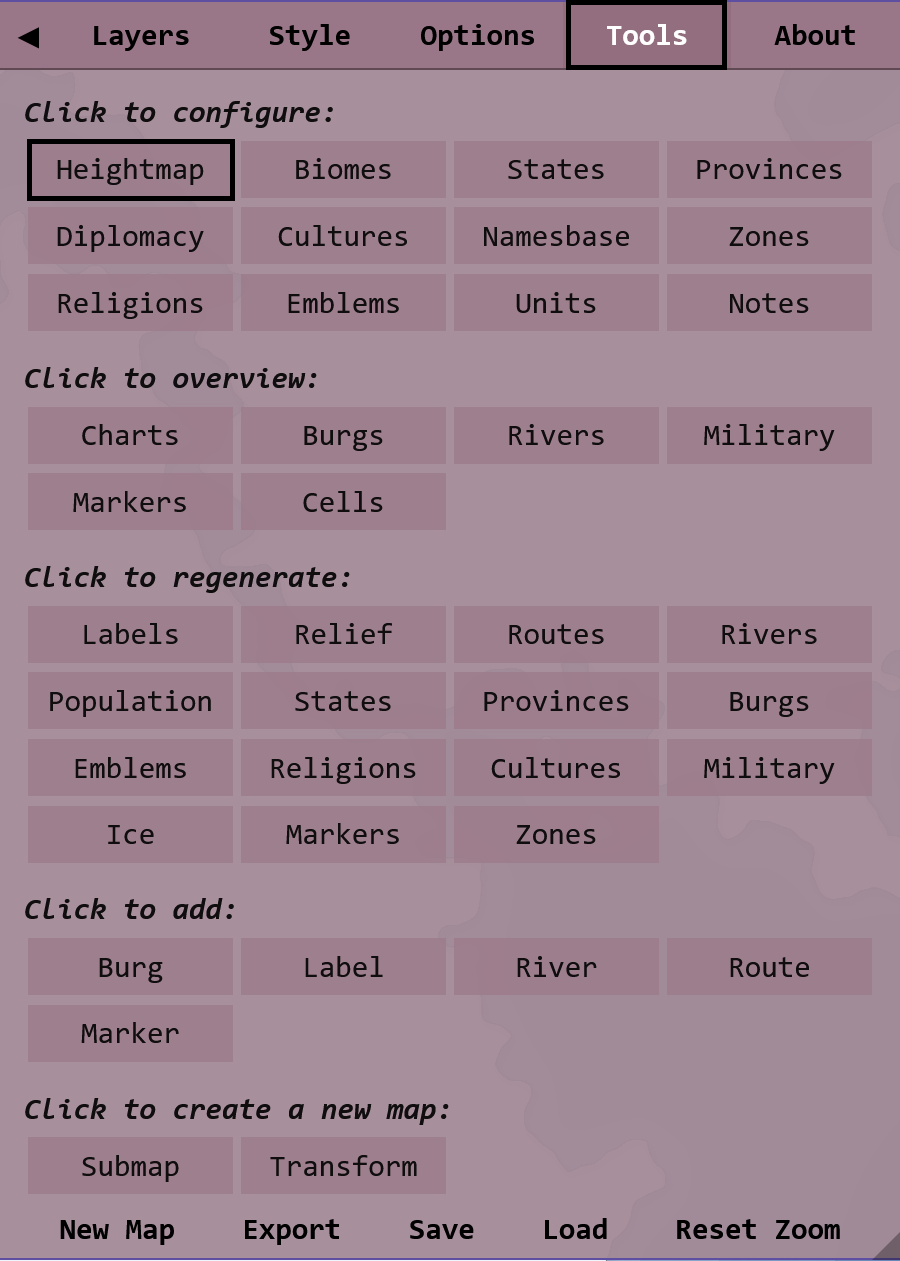 ◀ Layers Style Options Tools About
Click to configure:
Heightmap Biomes States Provinces
Diplomacy Cultures Namesbase Zones
Religions Emblems Units Notes
Click to overview:
Charts Burgs Rivers Military
Markers Cells
Click to regenerate:
Labels Relief Routes Rivers
Population States Provinces Burgs
Emblems Religions Cultures Military
Ice Markers Zones
Click to add:
Burg Label River Route
Marker
Click to create a new map:
Submap Transform
New Map Export Save Load Reset Zoom